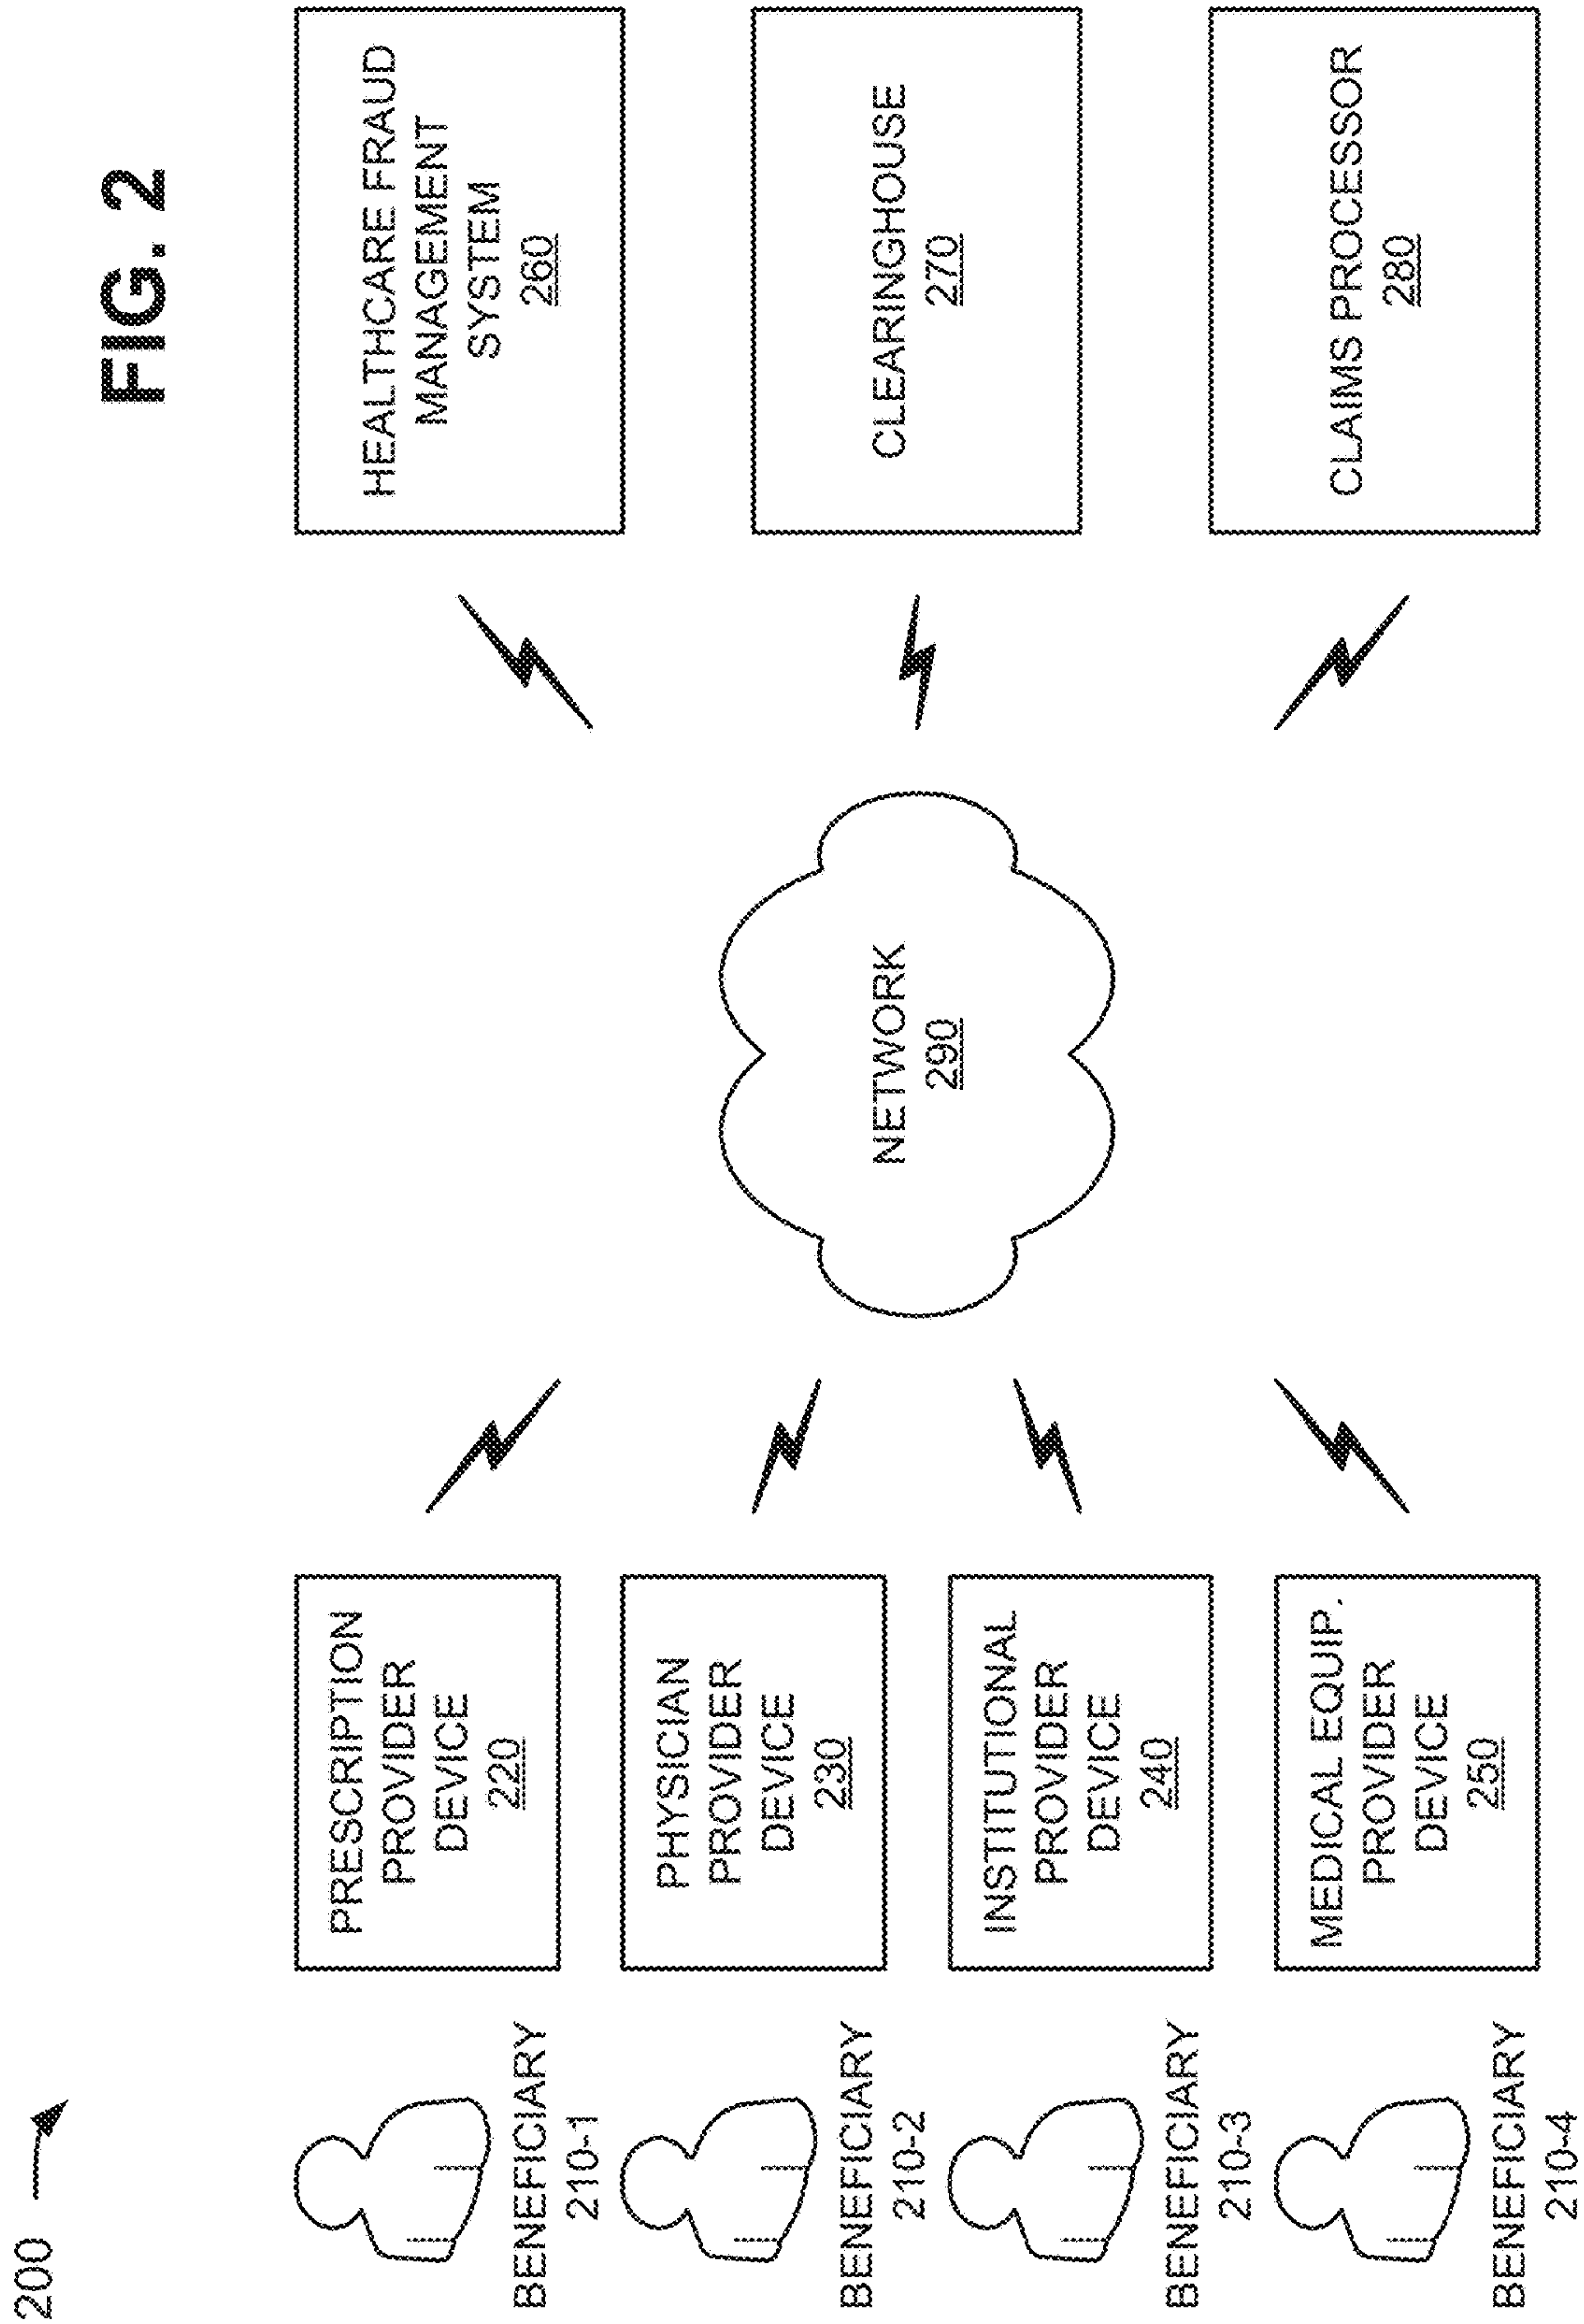 FIG. 2
200
BENEFICIARY
210-1
PRESCRIPTION
PROVIDER
DEVICE
220
BENEFICIARY
210-2
PHYSICIAN
PROVIDER
DEVICE
230
BENEFICIARY
210-3
INSTITUTIONAL
PROVIDER
DEVICE
240
BENEFICIARY
210-4
MEDICAL EQUIP.
PROVIDER
DEVICE
250
NETWORK
290
HEALTHCARE FRAUD
MANAGEMENT
SYSTEM
260
CLEARINGHOUSE
270
CLAIMS PROCESSOR
280